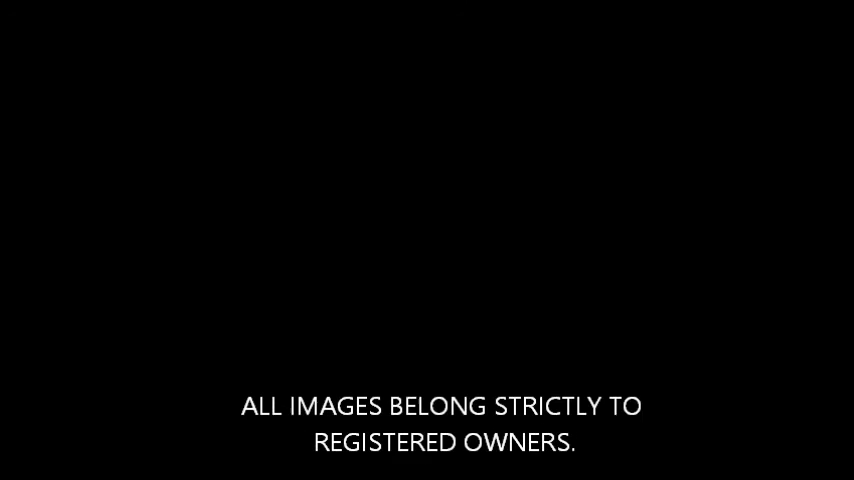 ALL IMAGES BELONG STRICTLY TO
REGISTERED OWNERS.